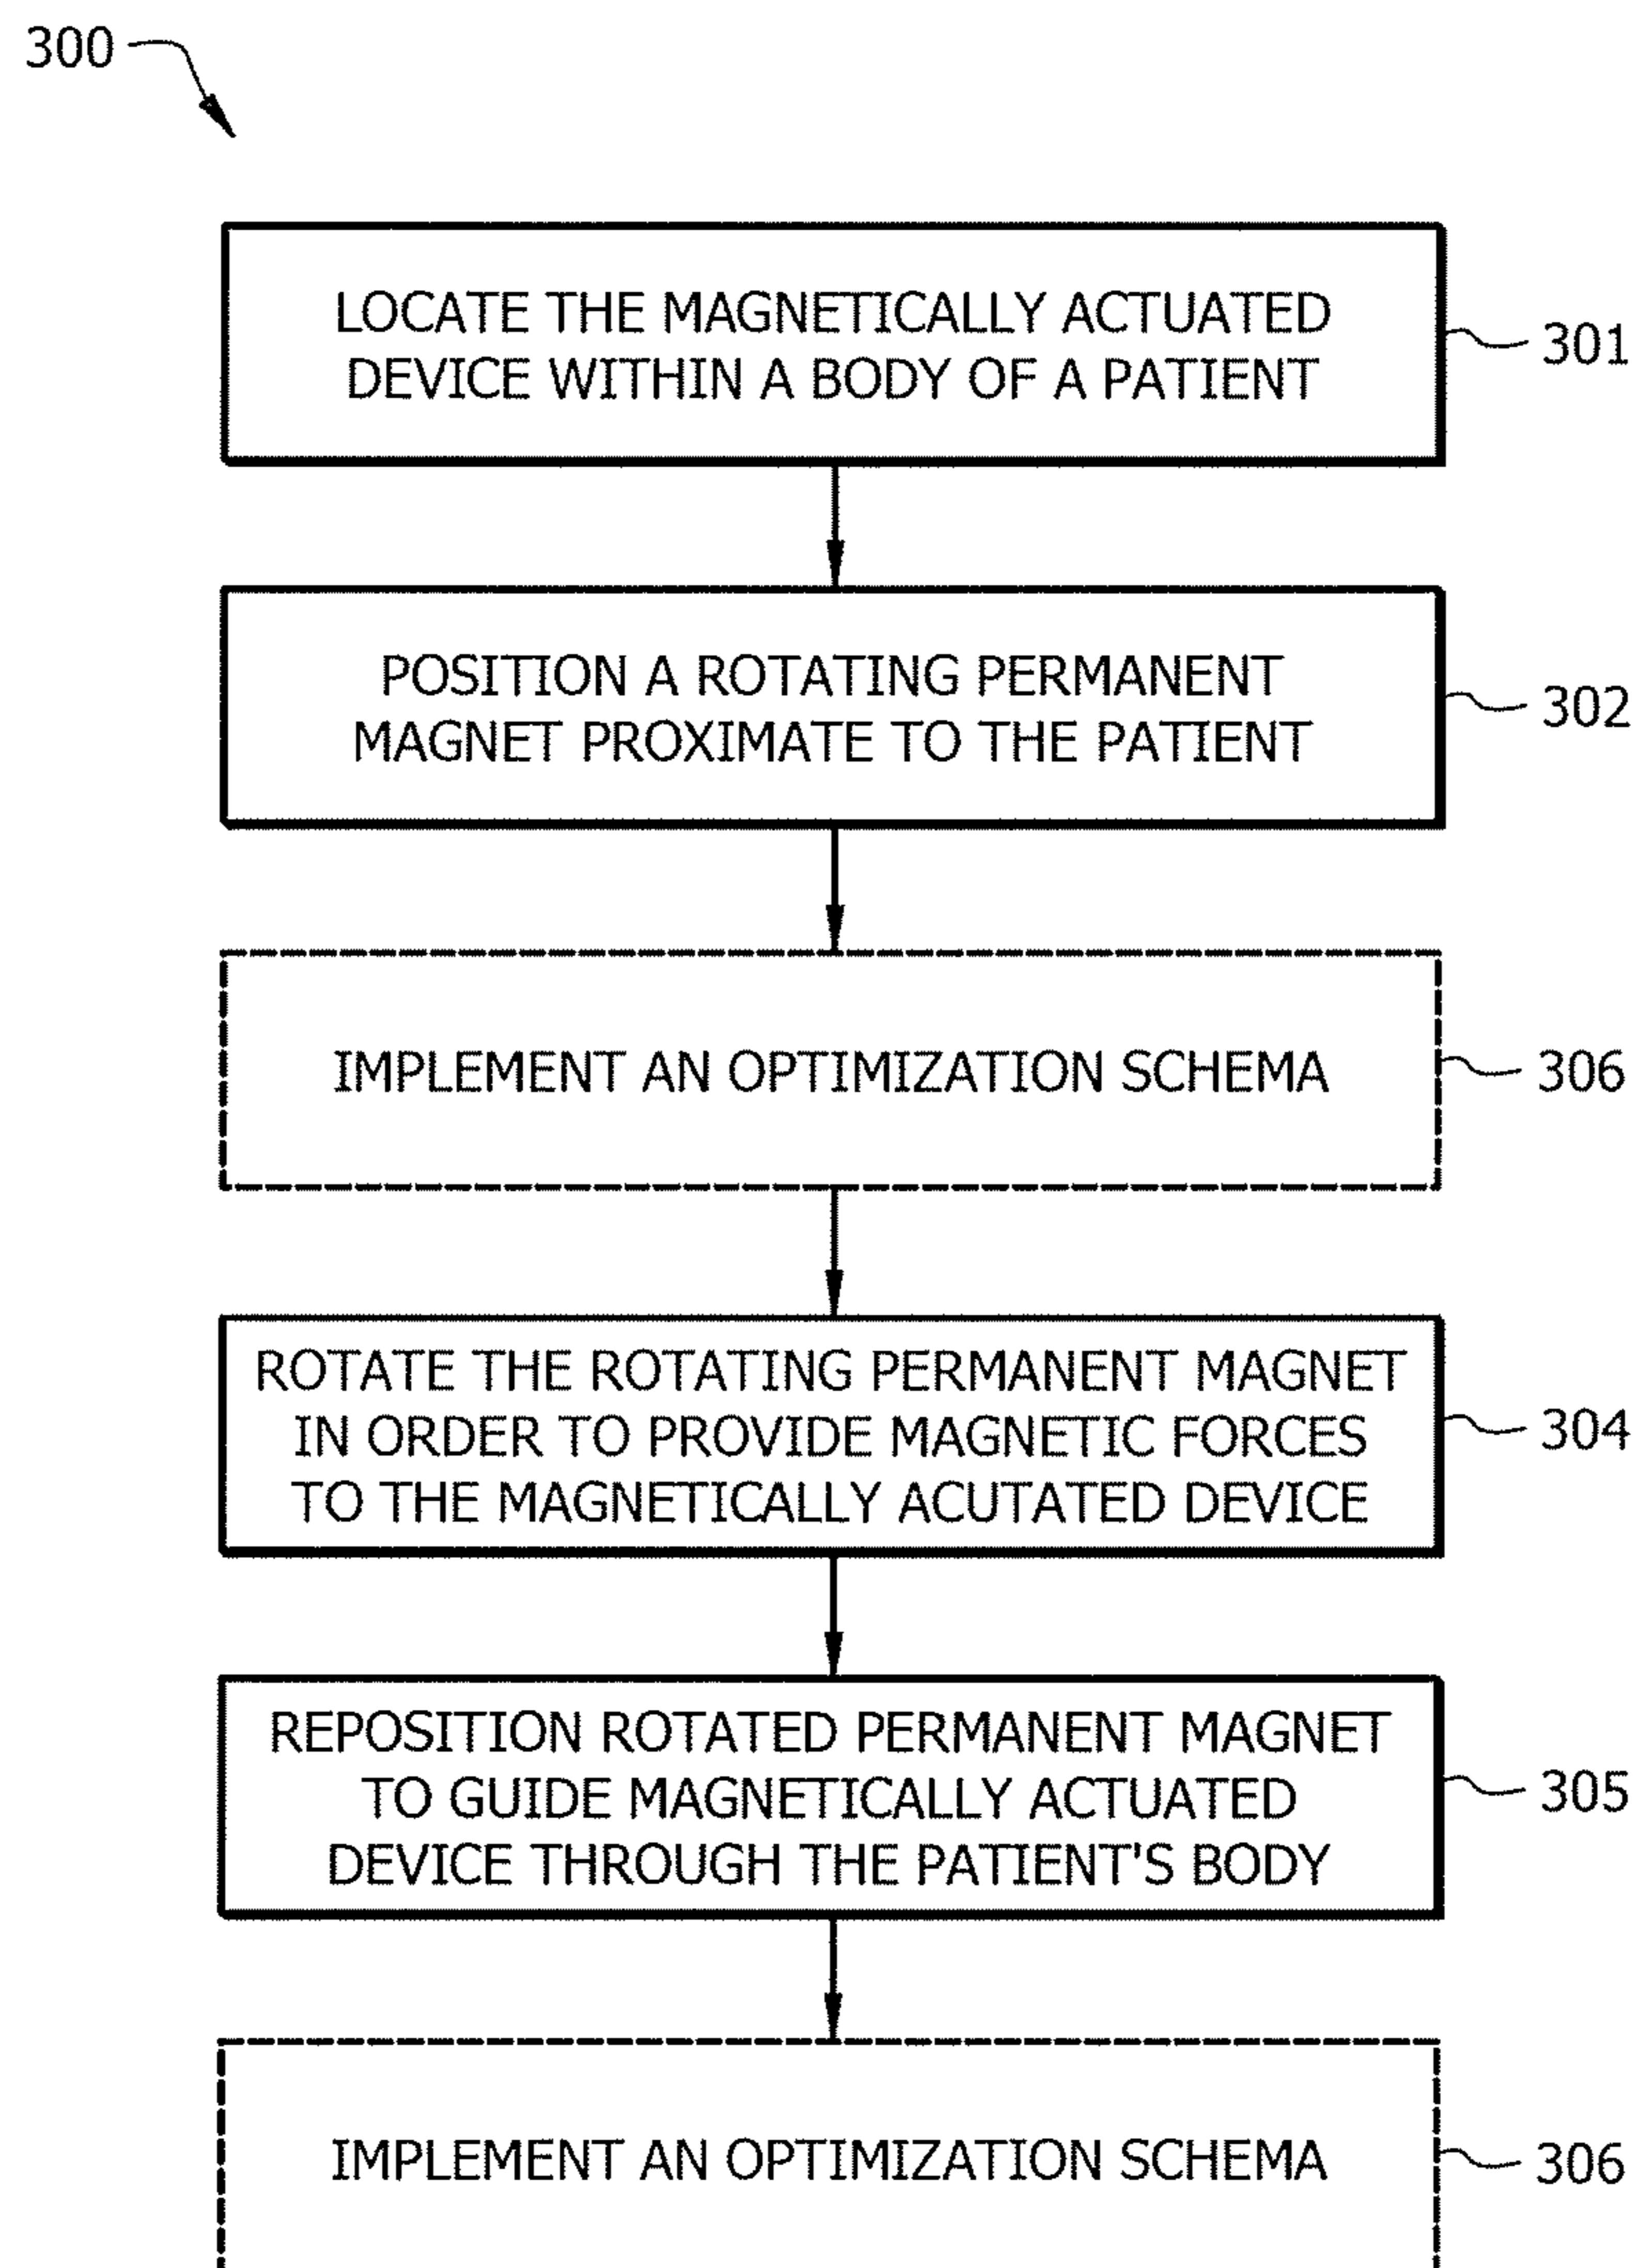 300
LOCATE THE MAGNETICALLY ACTUATED
DEVICE WITHIN A BODY OF A PATIENT
301
POSITION A ROTATING PERMANENT
MAGNET PROXIMATE TO THE PATIENT
302
IMPLEMENT AN OPTIMIZATION SCHEMA
306
ROTATE THE ROTATING PERMANENT MAGNET
IN ORDER TO PROVIDE MAGNETIC FORCES
TO THE MAGNETICALLY ACUTATED DEVICE
304
REPOSITION ROTATED PERMANENT MAGNET
TO GUIDE MAGNETICALLY ACTUATED
DEVICE THROUGH THE PATIENT'S BODY
305
IMPLEMENT AN OPTIMIZATION SCHEMA
306